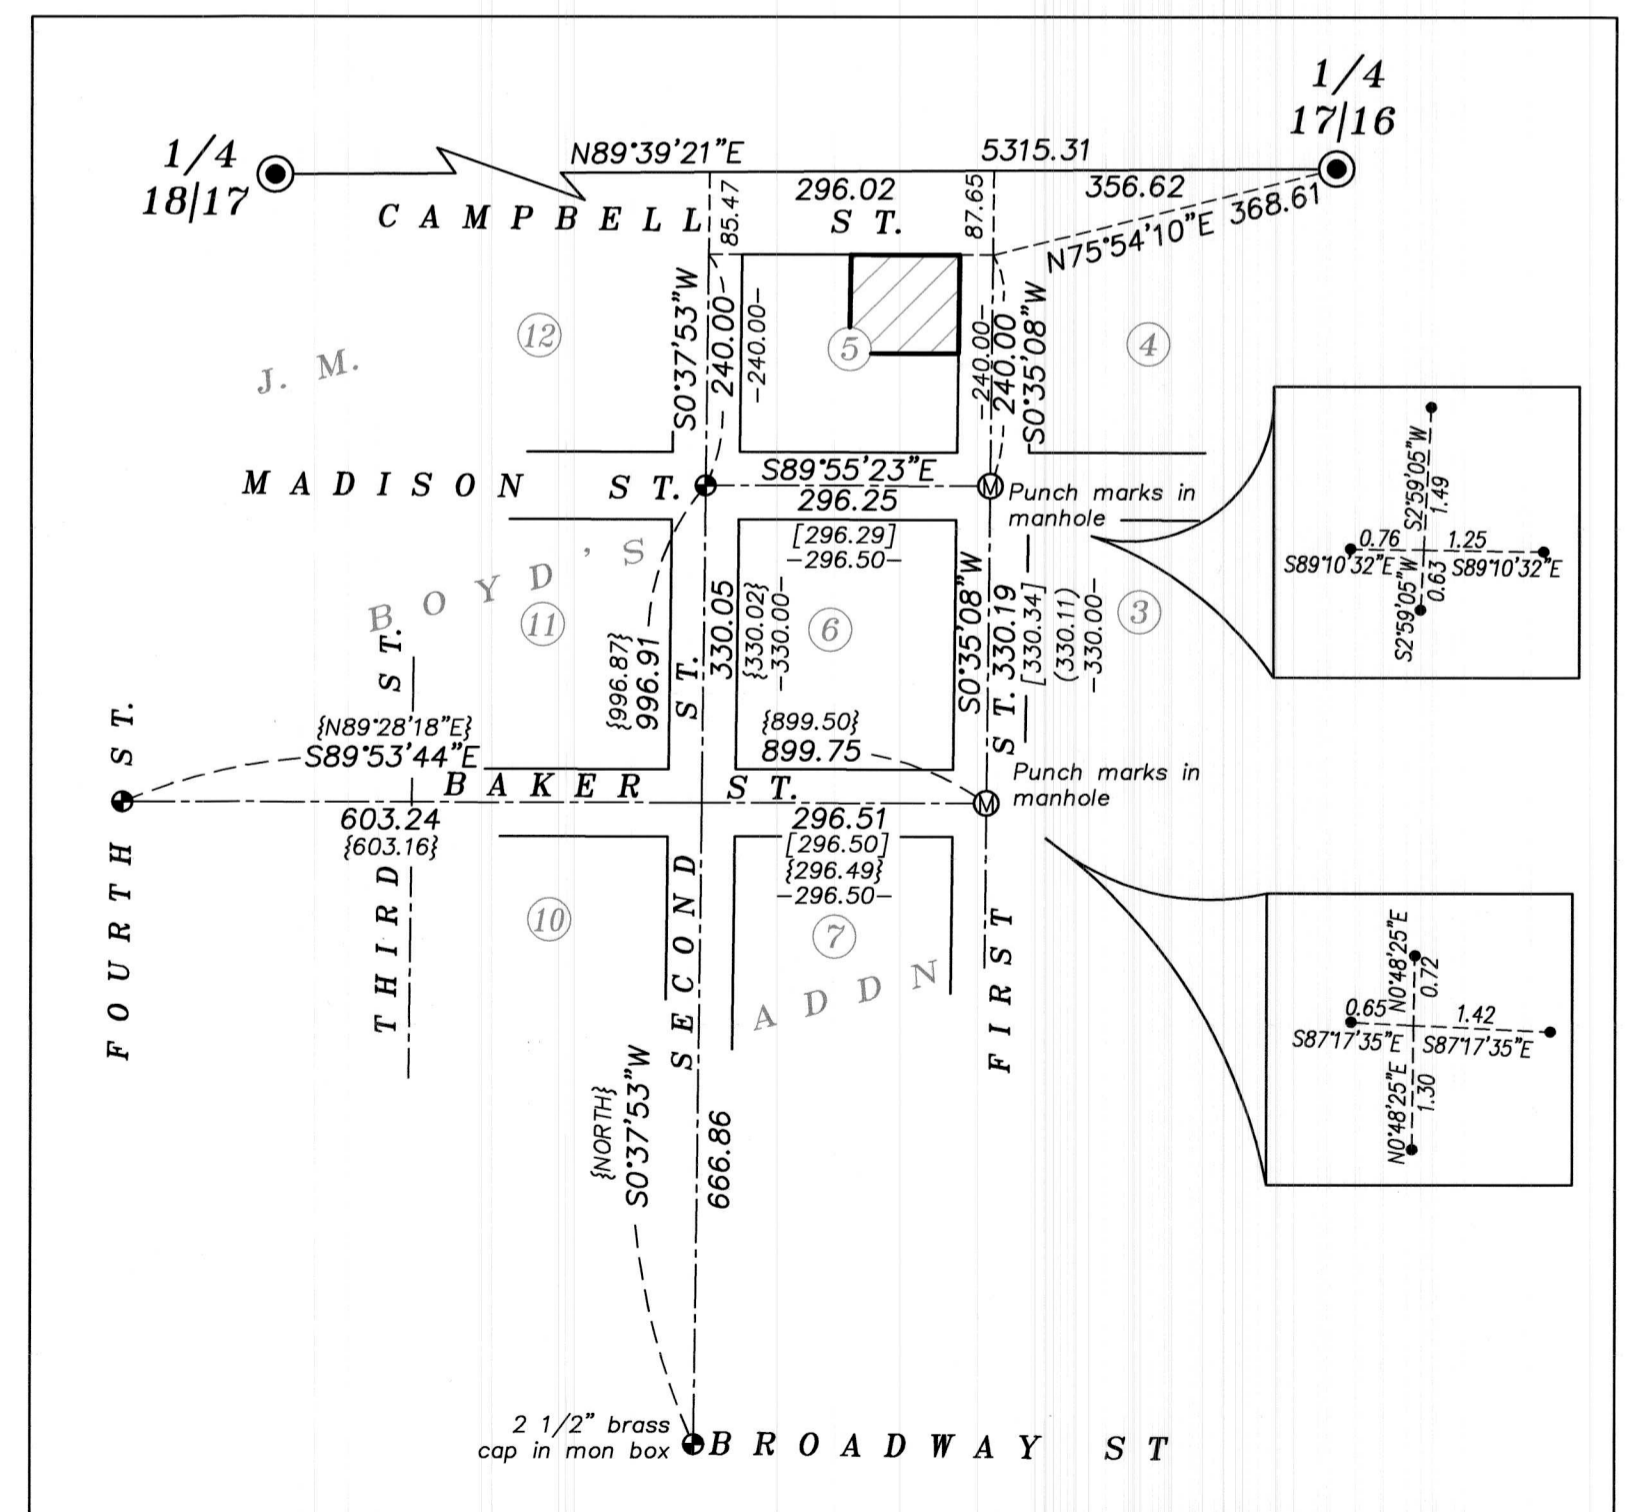 1/4
18|17
N89°39'21"E
5315.31
1/4
17|16
CAMPBELL ST.
85.47
296.02
87.65
356.62
N75°54'10"E 368.61
S0°37'53"W
240.00
-240.00-
-240.00-
240.00
S0°35'08"W
12
5
4
J. M.
MADISON ST.
S89°55'23"E
296.25
[296.29]
-296.50-
Punch marks in
manhole
S2°59'05"W
1.49
0.76
S89°10'32"E
1.25
S89°10'32"E
S2°59'05"W
0.63
BOYD'S
11
6
3
{996.87}
996.91
330.05
{330.02}
-330.00-
S0°35'08"W
330.19
[330.34]
(330.11)
-330.00-
{N89°28'18"E}
S89°53'44"E
{899.50}
899.75
BAKER ST.
Punch marks in
manhole
603.24
{603.16}
296.51
[296.50]
{296.49}
-296.50-
FOURTH ST.
THIRD ST.
SECOND ST.
FIRST ST.
10
7
ADDN
N0°48'25"E
0.72
0.65
S87°17'35"E
1.42
S87°17'35"E
N0°48'25"E
1.30
{NORTH}
S0°37'53"W
666.86
2 1/2" brass
cap in mon box
BROADWAY ST